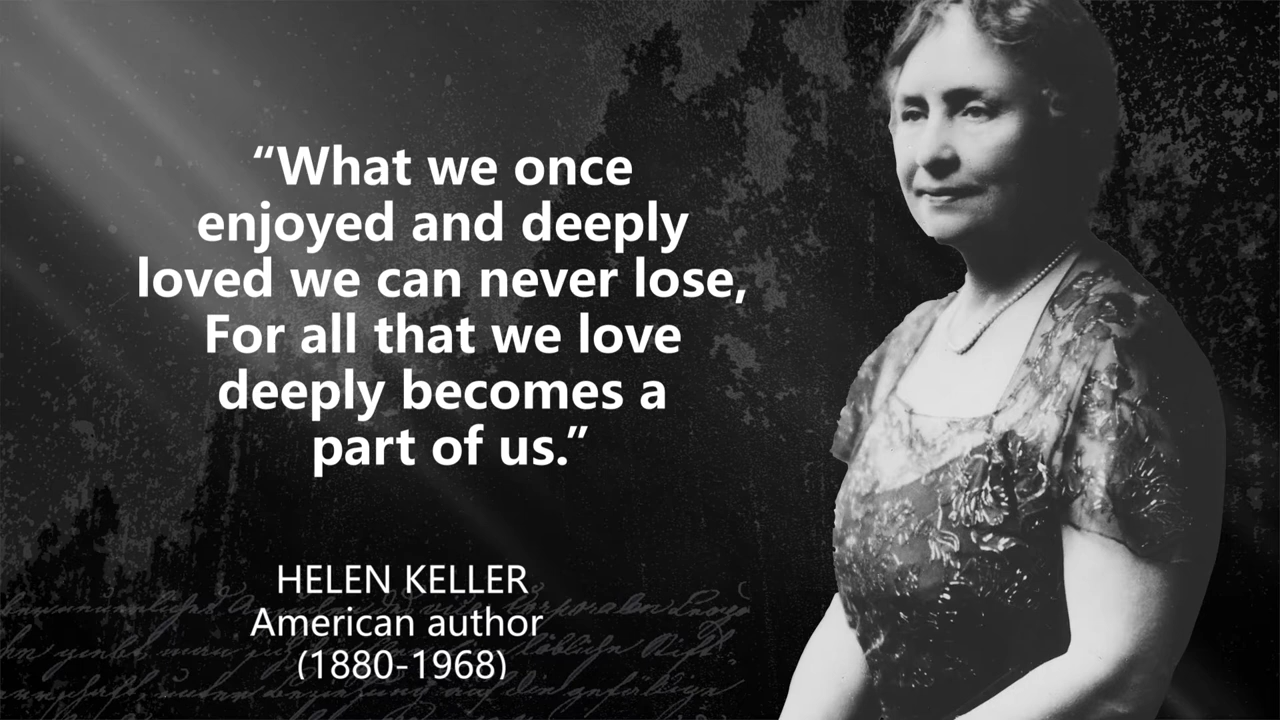 “What we once
enjoyed and deeply
loved we can never lose,
For all that we love
deeply becomes a
part of us.”
HELEN KELLER
American author
(1880-1968)